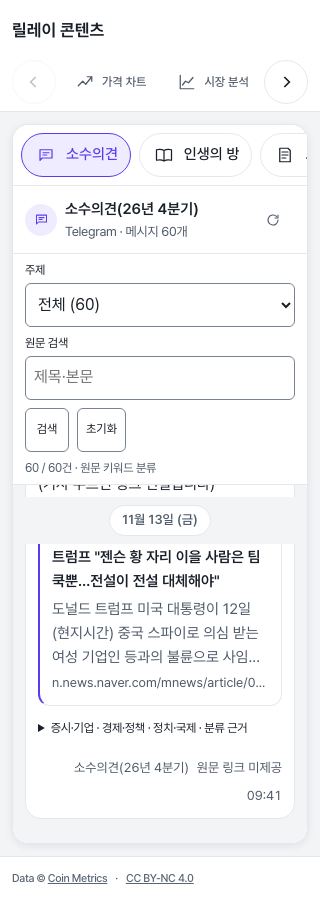 릴레이 콘텐츠
가격 차트
시장 분석
소수의견
인생의 방
소수의견(26년 4분기)
Telegram · 메시지 60개
주제
전체 (60)
원문 검색
제목·본문
검색
초기화
60 / 60건 · 원문 키워드 분류
11월 13일 (금)
트럼프 "젠슨 황 자리 이을 사람은 팀
쿡뿐…전설이 전설 대체해야"
도널드 트럼프 미국 대통령이 12일
(현지시간) 중국 스파이로 의심 받는
여성 기업인 등과의 불륜으로 사임…
n.news.naver.com/mnews/article/0...
▶ 증시·기업 · 경제·정책 · 정치·국제 · 분류 근거
소수의견(26년 4분기) 원문 링크 미제공
09:41
Data © Coin Metrics · CC BY-NC 4.0